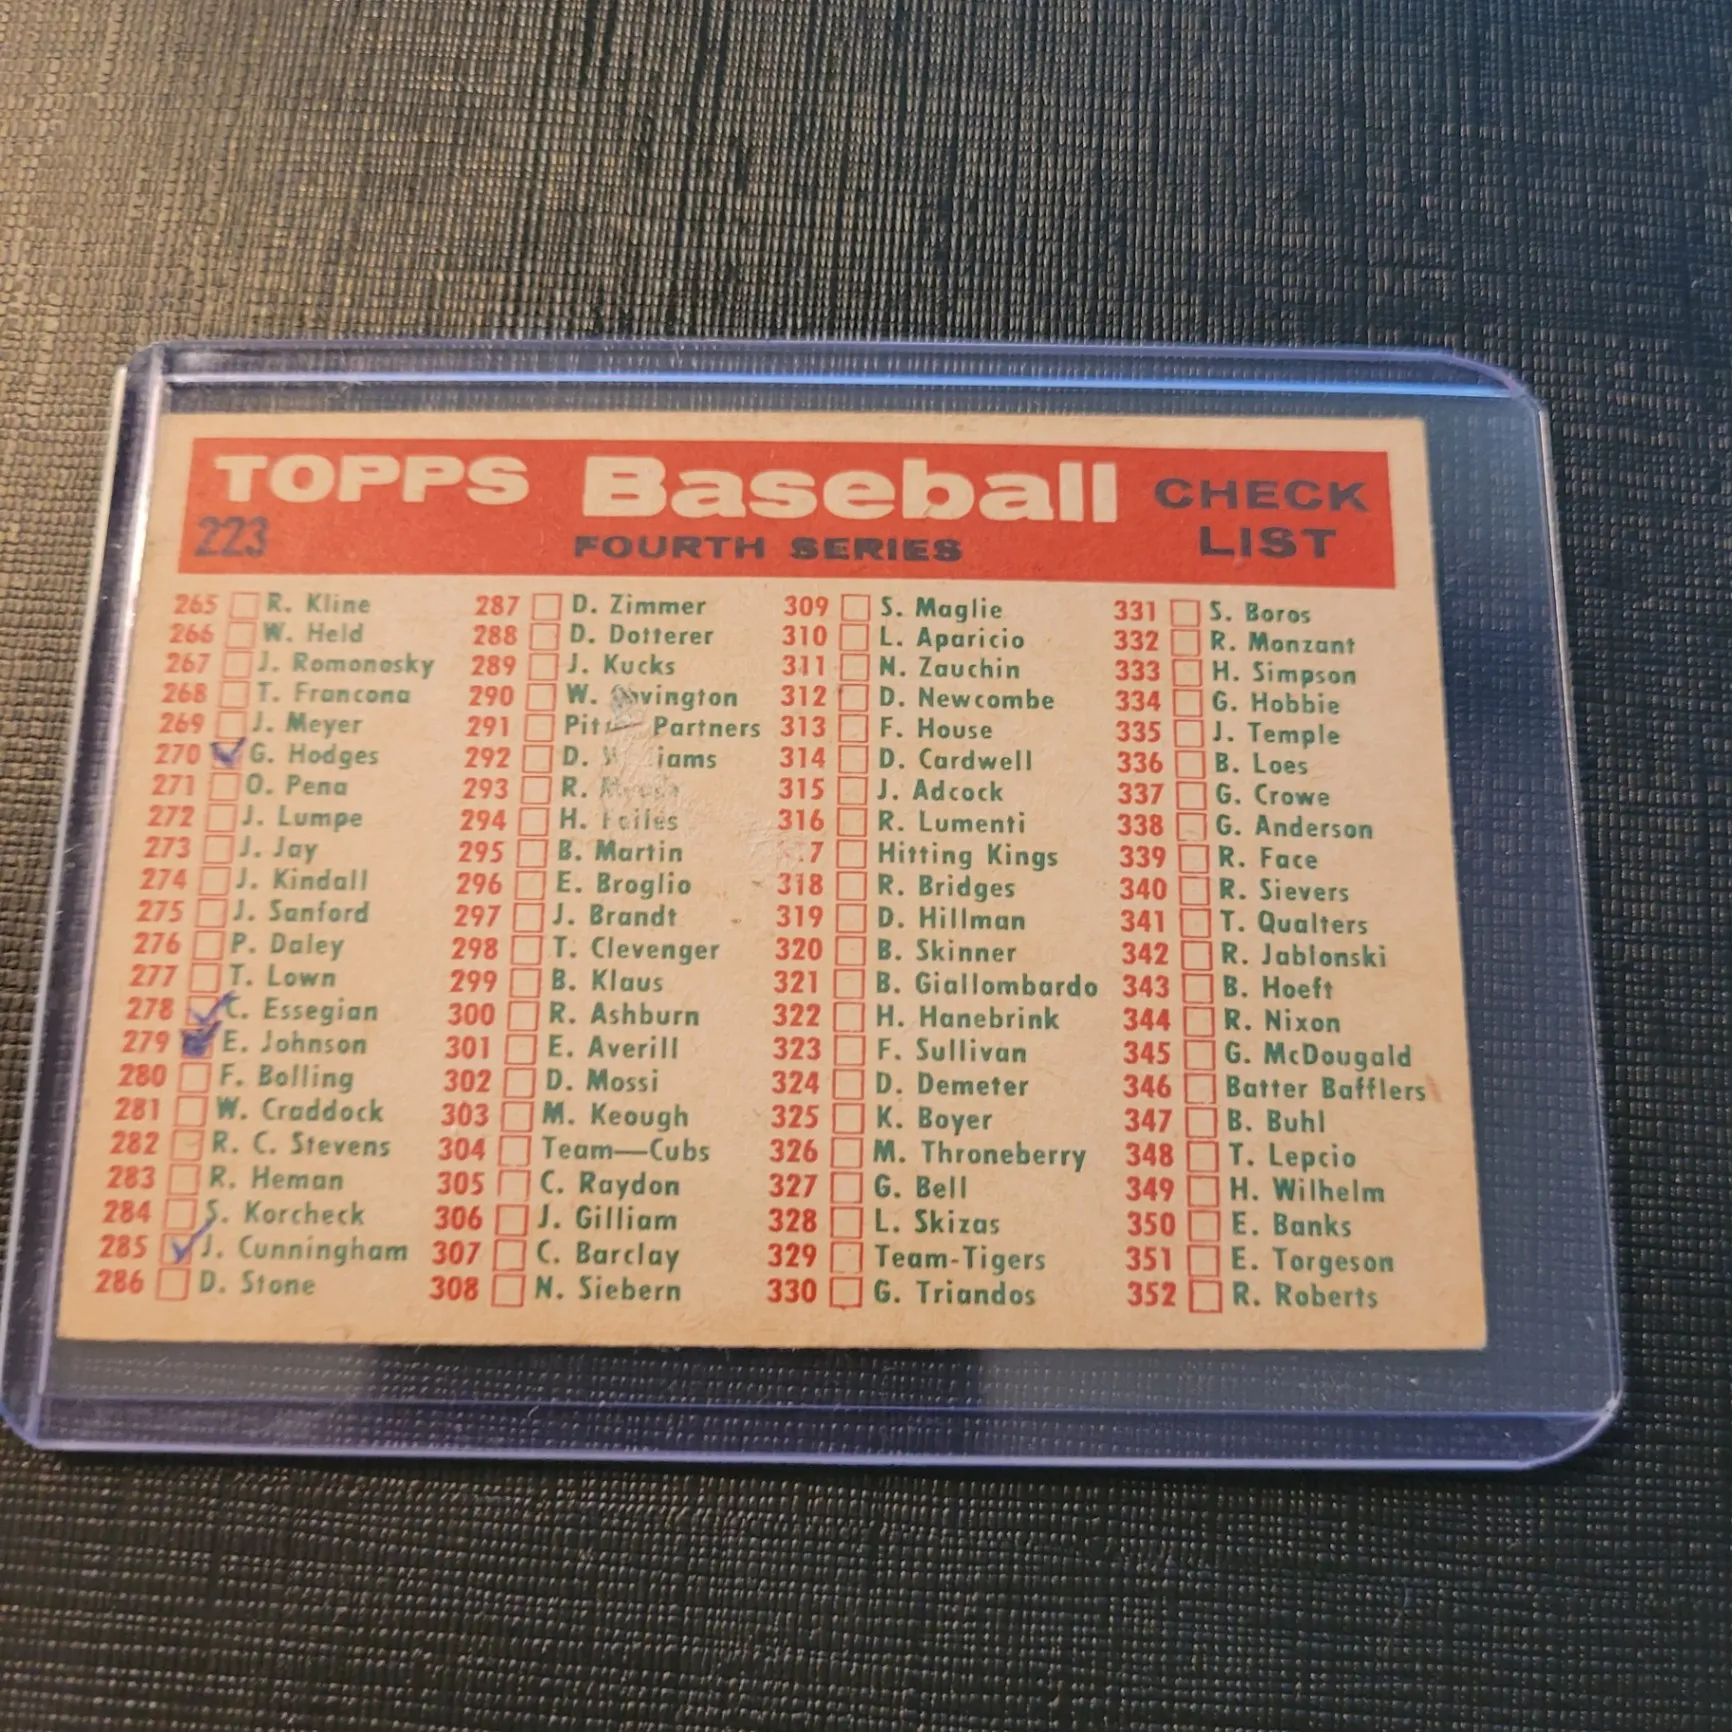 TOPPS Baseball CHECK LIST
223 FOURTH SERIES
265 R. Kline
266 W. Held
267 J. Romonosky
268 T. Francona
269 J. Meyer
270 G. Hodges
271 O. Pena
272 J. Lumpe
273 J. Jay
274 J. Kindall
275 J. Sanford
276 P. Daley
277 T. Lown
278 C. Essegian
279 E. Johnson
280 F. Bolling
281 W. Craddock
282 R. C. Stevens
283 R. Heman
284 S. Korcheck
285 J. Cunningham
286 D. Stone
287 D. Zimmer
288 D. Dotterer
289 J. Kucks
290 W.
291 Partners
292 D.
293 R.
294 H.
295 B. Martin
296 E. Broglio
297 J. Brandt
298 T. Clevenger
299 B. Klaus
300 R. Ashburn
301 E. Averill
302 D. Mossi
303 M. Keough
304 Team—Cubs
305 C. Raydon
306 J. Gilliam
307 C. Barclay
308 N. Siebern
309 S. Maglie
310 L. Aparicio
311 N. Zauchin
312 D. Newcombe
313 F. House
314 D. Cardwell
315 J. Adcock
316 R. Lumenti
Hitting Kings
318 R. Bridges
319 D. Hillman
320 B. Skinner
321 B. Giallombardo
322 H. Hanebrink
323 F. Sullivan
324 D. Demeter
325 K. Boyer
326 M. Throneberry
327 G. Bell
328 L. Skizas
329 Team-Tigers
330 G. Triandos
331 S. Boros
332 R. Monzant
333 H. Simpson
334 G. Hobbie
335 J. Temple
336 B. Loes
337 G. Crowe
338 G. Anderson
339 R. Face
340 R. Sievers
341 T. Qualters
342 R. Jablonski
343 B. Hoeft
344 R. Nixon
345 G. McDougald
346 Batter Bafflers
347 B. Buhl
348 T. Lepcio
349 H. Wilhelm
350 E. Banks
351 E. Torgeson
352 R. Roberts